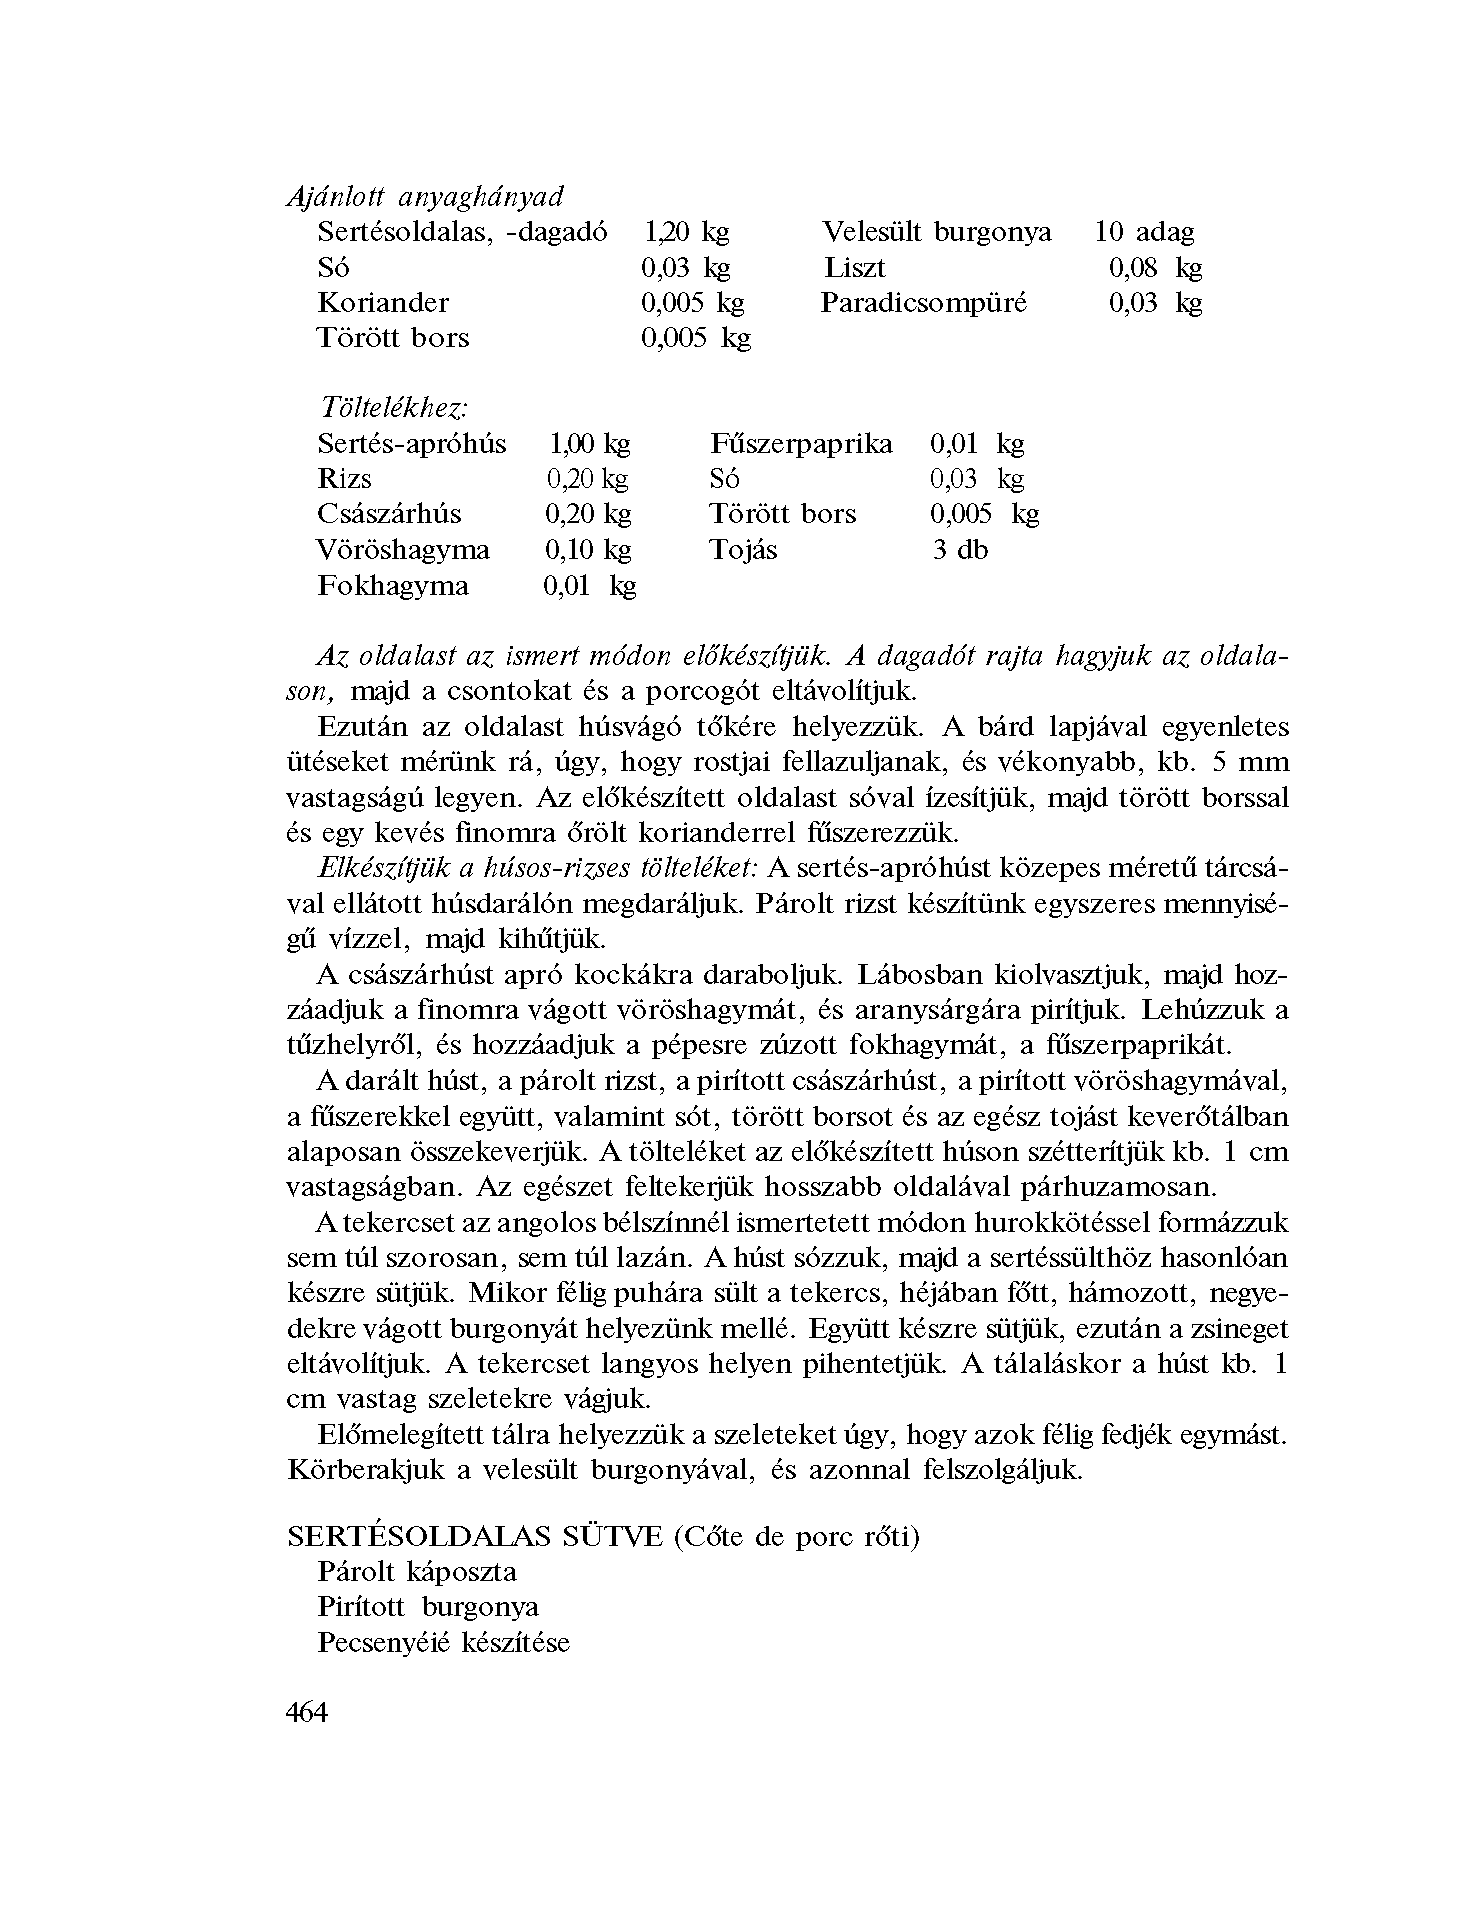 Ajánlott anyaghányad
Sertésoldalas, -dagadó 1,20 kg Velesült burgonya 10 adag
Só 0,03 kg Liszt 0,08 kg
Koriander 0,005 kg Paradicsompüré 0,03 kg
Törött bors 0,005 kg
Töltelékhez:
Sertés-apróhús 1,00 kg Fűszerpaprika 0,01 kg
Rizs 0,20 kg Só 0,03 kg
Császárhús 0,20 kg Törött bors 0,005 kg
Vöröshagyma 0,10 kg Tojás 3 db
Fokhagyma 0,01 kg
Az oldalast az ismert módon előkészítjük. A dagadót rajta hagyjuk az oldala-
son, majd a csontokat és a porcogót eltávolítjuk.
Ezután az oldalast húsvágó tőkére helyezzük. A bárd lapjával egyenletes
ütéseket mérünk rá, úgy, hogy rostjai fellazuljanak, és vékonyabb, kb. 5 mm
vastagságú legyen. Az előkészített oldalast sóval ízesítjük, majd törött borssal
és egy kevés finomra őrölt korianderrel fűszerezzük.
Elkészítjük a húsos-rizses tölteléket: A sertés-apróhúst közepes méretű tárcsá-
val ellátott húsdarálón megdaráljuk. Párolt rizst készítünk egyszeres mennyisé-
gű vízzel, majd kihűtjük.
A császárhúst apró kockákra daraboljuk. Lábosban kiolvasztjuk, majd hoz-
záadjuk a finomra vágott vöröshagymát, és aranysárgára pirítjuk. Lehúzzuk a
tűzhelyről, és hozzáadjuk a pépesre zúzott fokhagymát, a fűszerpaprikát.
A darált húst, a párolt rizst, a pirított császárhúst, a pirított vöröshagymával,
a fűszerekkel együtt, valamint sót, törött borsot és az egész tojást keverőtálban
alaposan összekeverjük. A tölteléket az előkészített húson szétterítjük kb. 1 cm
vastagságban. Az egészet feltekerjük hosszabb oldalával párhuzamosan.
A tekercset az angolos bélszínnél ismertetett módon hurokkötéssel formázzuk
sem túl szorosan, sem túl lazán. A húst sózzuk, majd a sertéssülthöz hasonlóan
készre sütjük. Mikor félig puhára sült a tekercs, héjában főtt, hámozott, negye-
dekre vágott burgonyát helyezünk mellé. Együtt készre sütjük, ezután a zsineget
eltávolítjuk. A tekercset langyos helyen pihentetjük. A tálaláskor a húst kb. 1
cm vastag szeletekre vágjuk.
Előmelegített tálra helyezzük a szeleteket úgy, hogy azok félig fedjék egymást.
Körberakjuk a velesült burgonyával, és azonnal felszolgáljuk.
SERTÉSOLDALAS SÜTVE (Cőte de porc rőti)
Párolt káposzta
Pirított burgonya
Pecsenyéié készítése
464